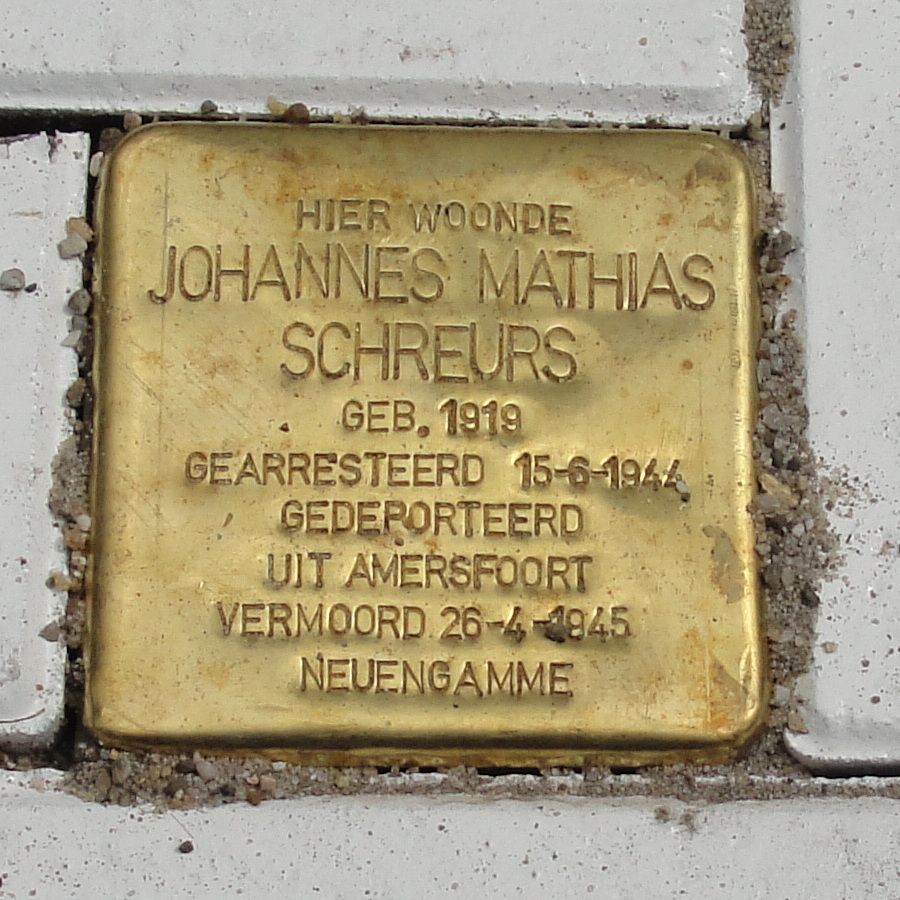 HIER WOONDE
JOHANNES MATHIAS
SCHREURS
GEB. 1919
GEARRESTEERD 15-6-1944
GEDEPORTEERD
UIT AMERSFOORT
VERMOORD 26-4-1945
NEUENGAMME